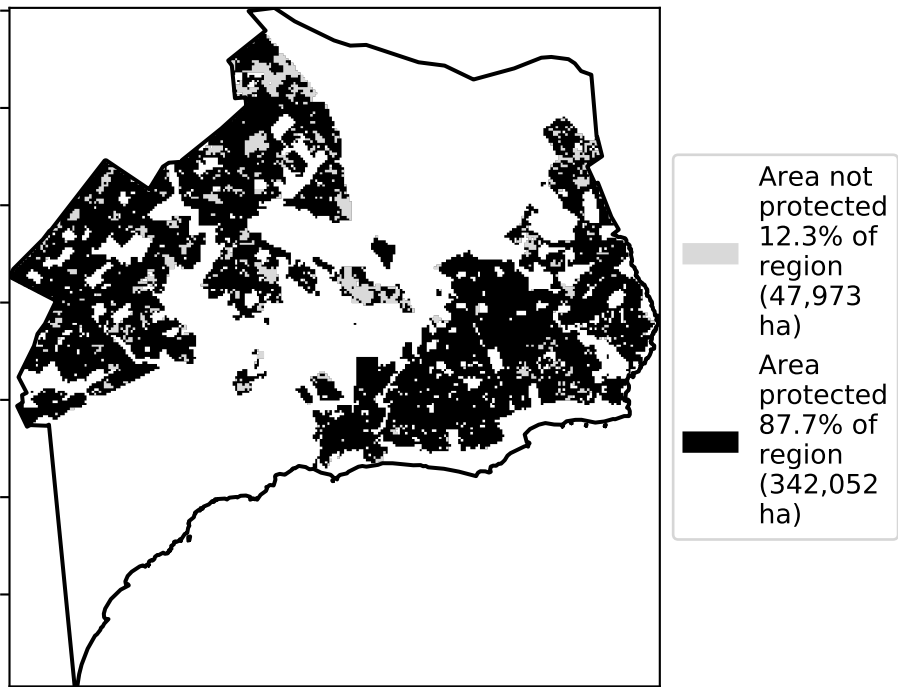 Area not
protected
12.3% of
region
(47,973
ha)
Area
protected
87.7% of
region
(342,052
ha)